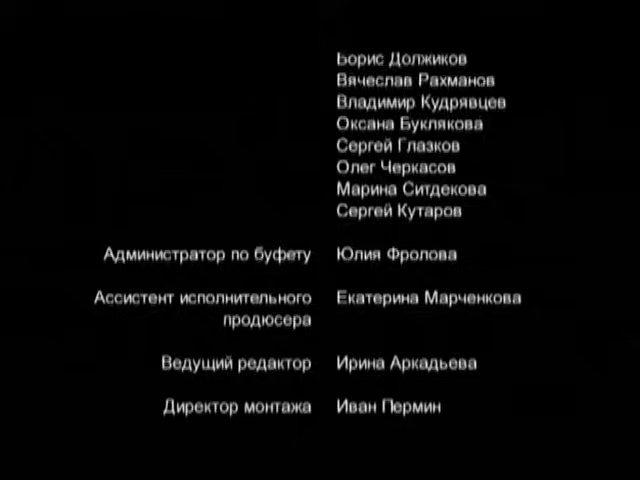 Борис Должиков
Вячеслав Рахманов
Владимир Кудрявцев
Оксана Буклякова
Сергей Глазков
Олег Черкасов
Марина Ситдекова
Сергей Кутаров
Администратор по буфету Юлия Фролова
Ассистент исполнительного Екатерина Марченкова
продюсера
Ведущий редактор Ирина Аркадьева
Директор монтажа Иван Пермин